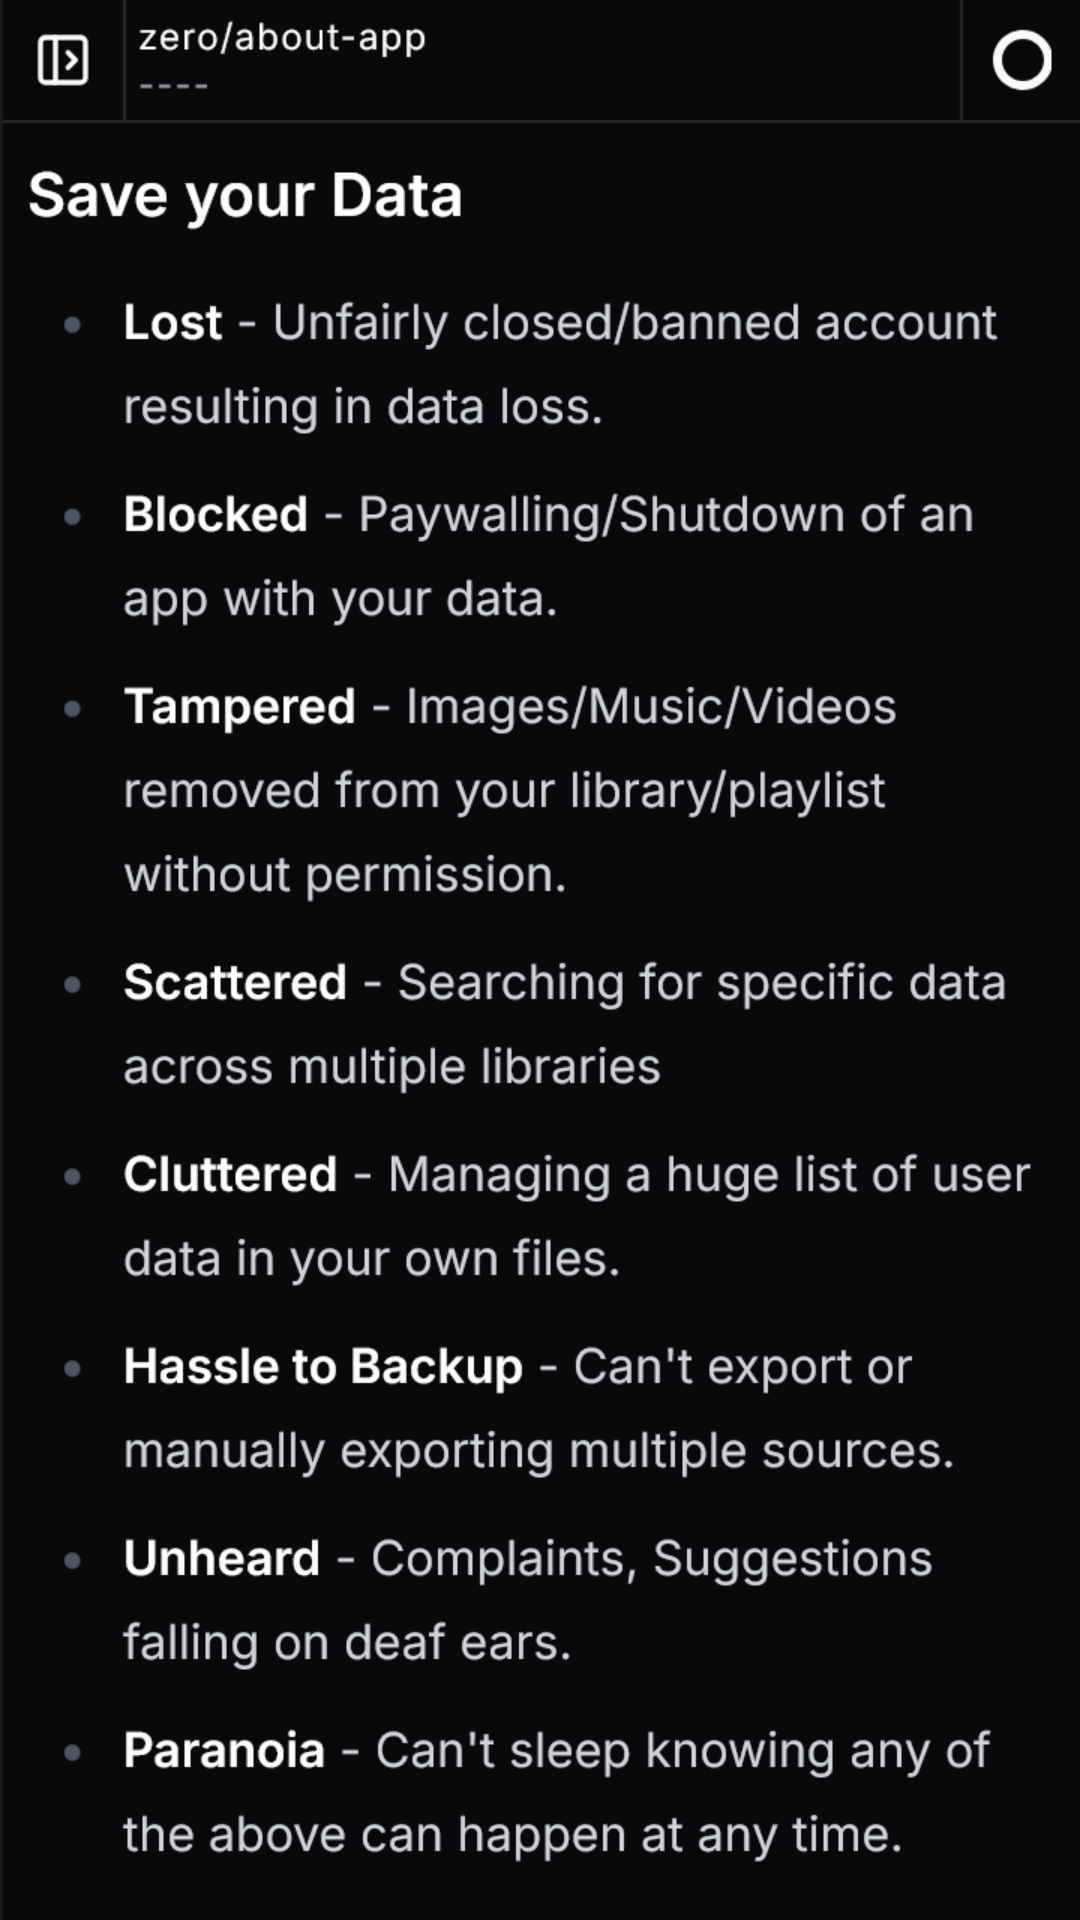 zero/about-app
----
Save your Data
Lost - Unfairly closed/banned account
resulting in data loss.
Blocked - Paywalling/Shutdown of an
app with your data.
Tampered - Images/Music/Videos
removed from your library/playlist
without permission.
Scattered - Searching for specific data
across multiple libraries
Cluttered - Managing a huge list of user
data in your own files.
Hassle to Backup - Can't export or
manually exporting multiple sources.
Unheard - Complaints, Suggestions
falling on deaf ears.
Paranoia - Can't sleep knowing any of
the above can happen at any time.